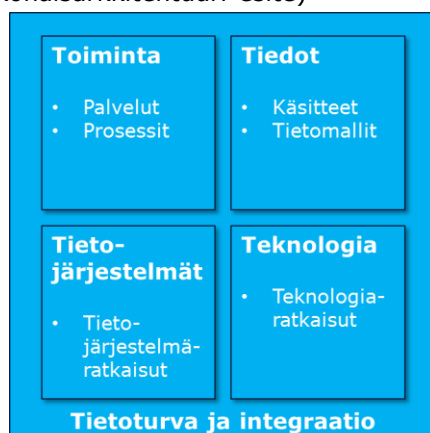 Toiminta
• Palvelut
• Prosessit
Tiedot
• Käsitteet
• Tietomallit
Tieto-
järjestelmät
• Tieto-
järjestelmä-
ratkaisut
Teknologia
• Teknologia-
ratkaisut
Tietoturva ja integraatio